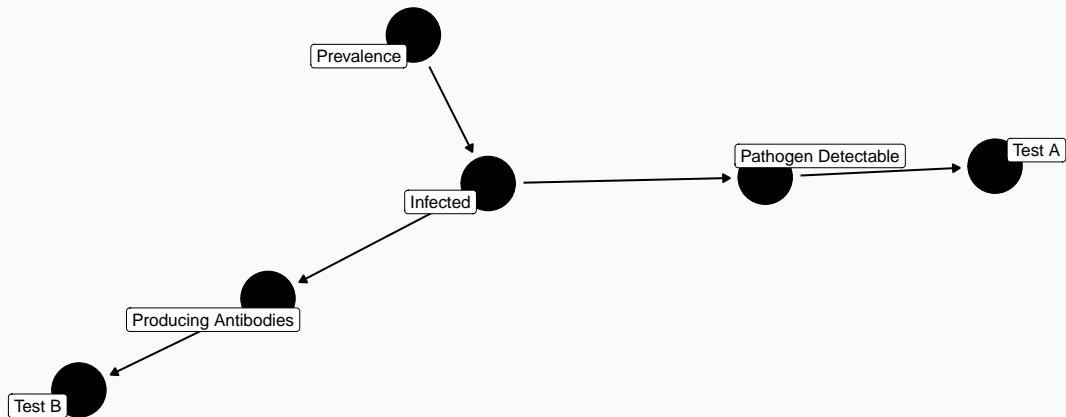 Prevalence
Pathogen Detectable
Test A
Infected
Producing Antibodies
Test B